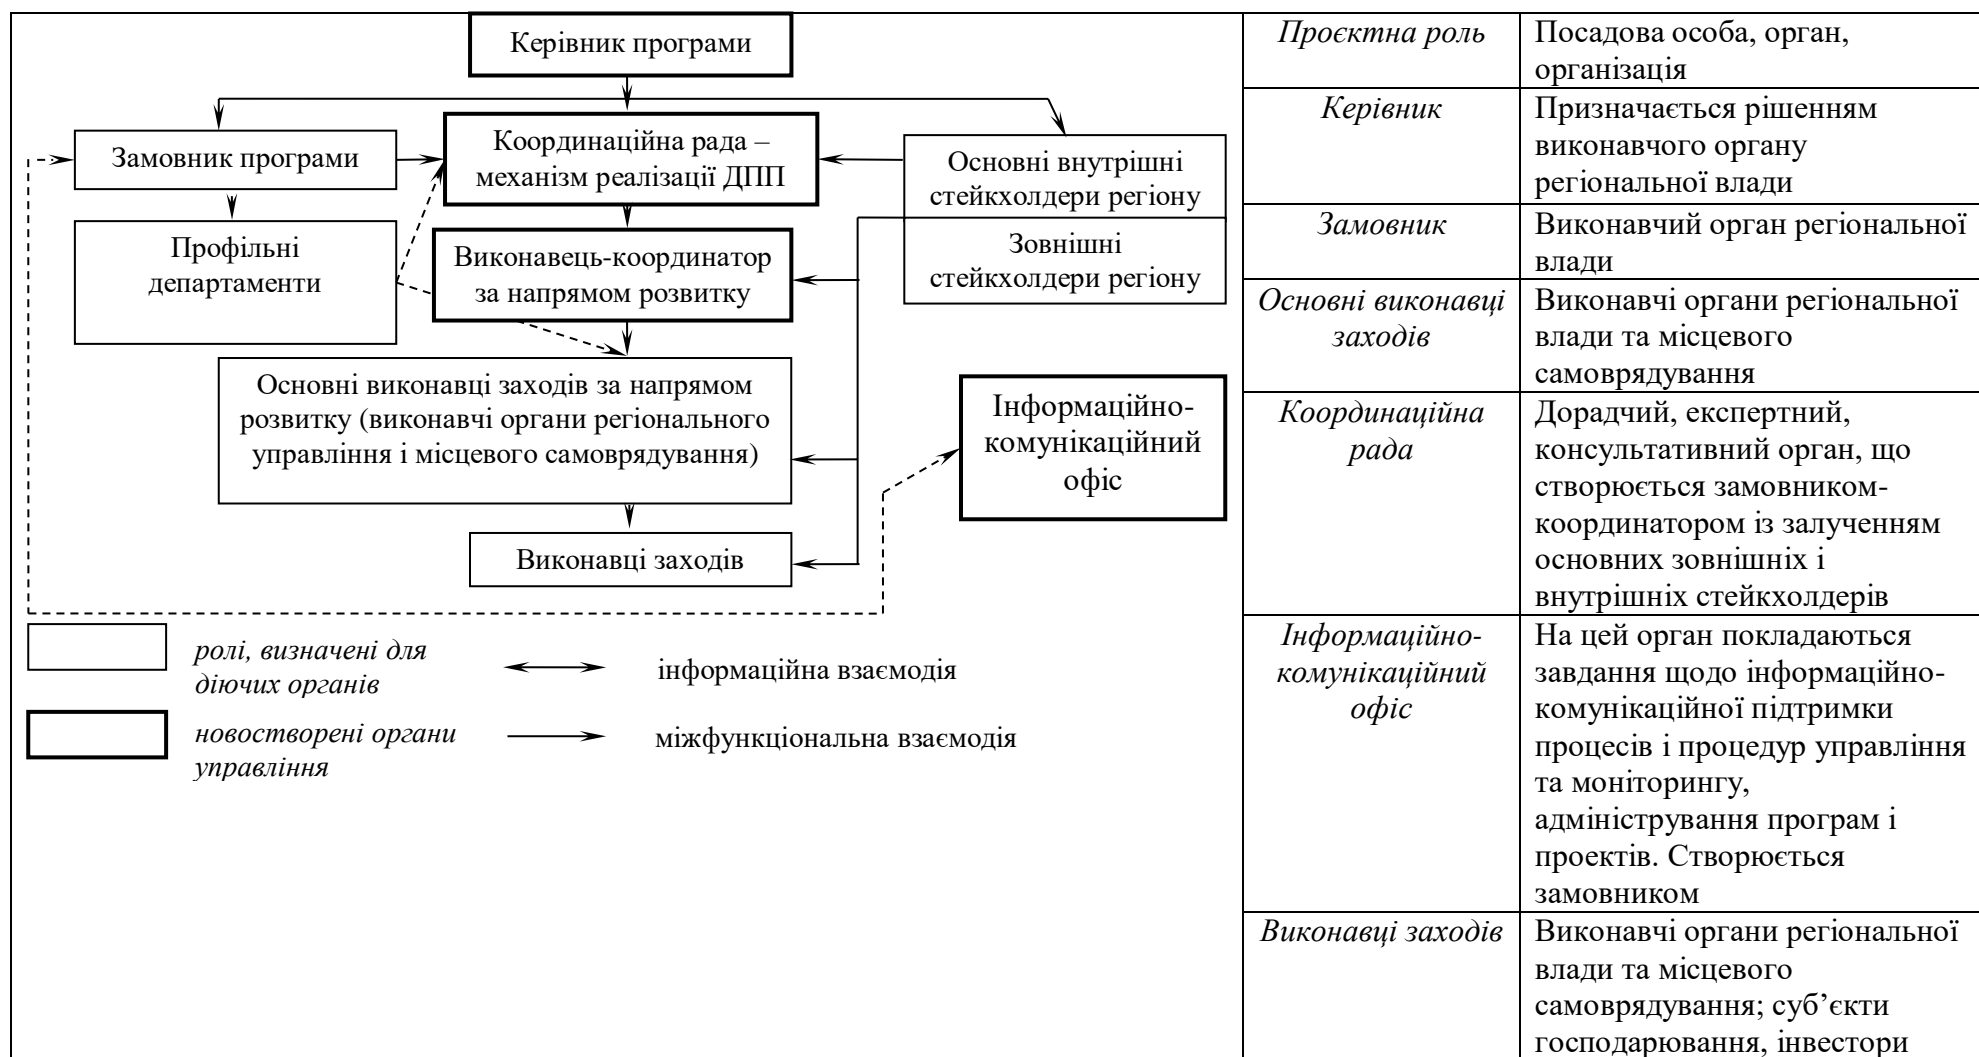 Керівник програми
Замовник програми
Координаційна рада –
механізм реалізації ДПП
Основні внутрішні
стейкхолдери регіону
Зовнішні
стейкхолдери регіону
Профільні
департаменти
Виконавець-координатор
за напрямом розвитку
Основні виконавці заходів за напрямом
розвитку (виконавчі органи регіонального
управління і місцевого самоврядування)
Інформаційно-
комунікаційний
офіс
Виконавці заходів
ролі, визначені для
діючих органів
інформаційна взаємодія
новостворені органи
управління
міжфункціональна взаємодія
Проєктна роль
Посадова особа, орган,
організація
Керівник
Призначається рішенням
виконавчого органу
регіональної влади
Замовник
Виконавчий орган регіональної
влади
Основні виконавці
заходів
Виконавчі органи регіональної
влади та місцевого
самоврядування
Координаційна
рада
Дорадчий, експертний,
консультативний орган, що
створюється замовником-
координатором із залученням
основних зовнішніх і
внутрішніх стейкхолдерів
Інформаційно-
комунікаційний
офіс
На цей орган покладаються
завдання щодо інформаційно-
комунікаційної підтримки
процесів і процедур управління
та моніторингу,
адміністрування програм і
проектів. Створюється
замовником
Виконавці заходів
Виконавчі органи регіональної
влади та місцевого
самоврядування; суб’єкти
господарювання, інвестори